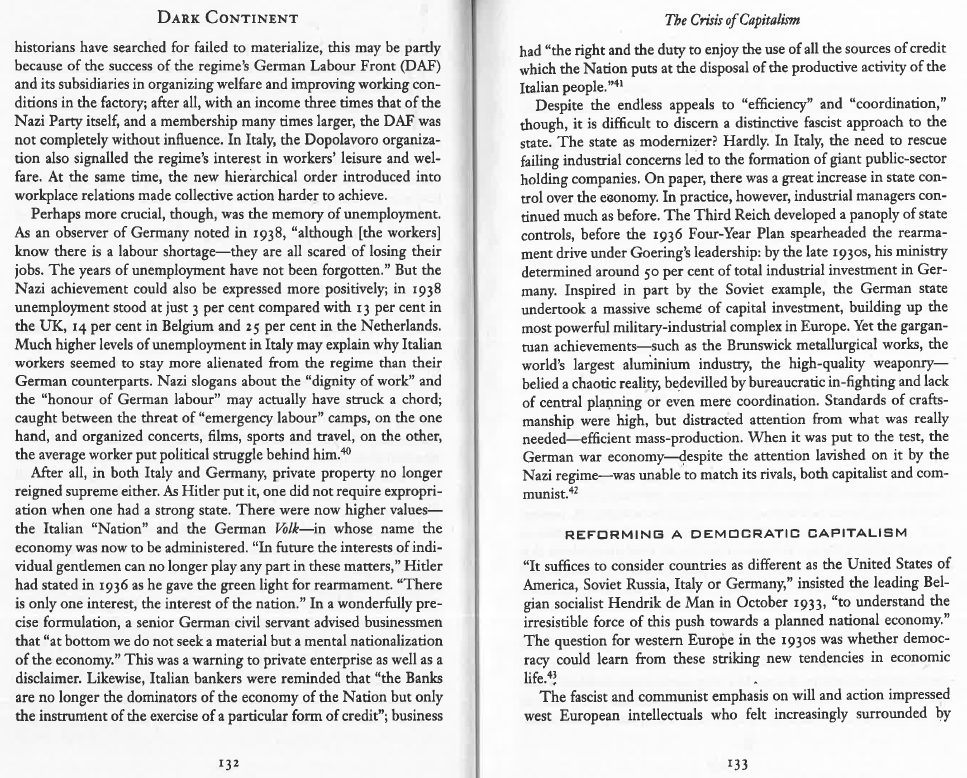 DARK CONTINENT
historians have searched for failed to materialize, this may be partly
because of the success of the regime's German Labour Front (DAF)
and its subsidiaries in organizing welfare and improving working con-
ditions in the factory; after all, with an income three times that of the
Nazi Party itself, and a membership many times larger, the DAF was
not completely without influence. In Italy, the Dopolavoro organiza-
tion also signalled the regime's interest in workers' leisure and wel-
fare. At the same time, the new hierarchical order introduced into
workplace relations made collective action harder to achieve.
Perhaps more crucial, though, was the memory of unemployment.
As an observer of Germany noted in 1938, "although [the workers]
know there is a labour shortage—they are all scared of losing their
jobs. The years of unemployment have not been forgotten." But the
Nazi achievement could also be expressed more positively; in 1938
unemployment stood at just 3 per cent compared with 13 per cent in
the UK, 14 per cent in Belgium and 25 per cent in the Netherlands.
Much higher levels of unemployment in Italy may explain why Italian
workers seemed to stay more alienated from the regime than their
German counterparts. Nazi slogans about the "dignity of work" and
the "honour of German labour" may actually have struck a chord;
caught between the threat of "emergency labour" camps, on the one
hand, and organized concerts, films, sports and travel, on the other,
the average worker put political struggle behind him.40
After all, in both Italy and Germany, private property no longer
reigned supreme either. As Hitler put it, one did not require expropri-
ation when one had a strong state. There were now higher values—
the Italian "Nation" and the German Volk—in whose name the
economy was now to be administered. "In future the interests of indi-
vidual gentlemen can no longer play any part in these matters," Hitler
had stated in 1936 as he gave the green light for rearmament. "There
is only one interest, the interest of the nation." In a wonderfully pre-
cise formulation, a senior German civil servant advised businessmen
that "at bottom we do not seek a material but a mental nationalization
of the economy." This was a warning to private enterprise as well as a
disclaimer. Likewise, Italian bankers were reminded that "the Banks
are no longer the dominators of the economy of the Nation but only
the instrument of the exercise of a particular form of credit"; business
132
The Crisis of Capitalism
had "the right and the duty to enjoy the use of all the sources of credit
which the Nation puts at the disposal of the productive activity of the
Italian people."41
Despite the endless appeals to "efficiency" and "coordination,"
though, it is difficult to discern a distinctive fascist approach to the
state. The state as modernizer? Hardly. In Italy, the need to rescue
failing industrial concerns led to the formation of giant public-sector
holding companies. On paper, there was a great increase in state con-
trol over the economy. In practice, however, industrial managers con-
tinued much as before. The Third Reich developed a panoply of state
controls, before the 1936 Four-Year Plan spearheaded the rearma-
ment drive under Goering's leadership: by the late 1930s, his ministry
determined around 50 per cent of total industrial investment in Ger-
many. Inspired in part by the Soviet example, the German state
undertook a massive scheme of capital investment, building up the
most powerful military-industrial complex in Europe. Yet the gargan-
tuan achievements—such as the Brunswick metallurgical works, the
world's largest aluminium industry, the high-quality weaponry—
belied a chaotic reality, bedevilled by bureaucratic in-fighting and lack
of central planning or even mere coordination. Standards of crafts-
manship were high, but distracted attention from what was really
needed—efficient mass-production. When it was put to the test, the
German war economy—despite the attention lavished on it by the
Nazi regime—was unable to match its rivals, both capitalist and com-
munist.42
REFORMING A DEMOCRATIC CAPITALISM
"It suffices to consider countries as different as the United States of
America, Soviet Russia, Italy or Germany," insisted the leading Bel-
gian socialist Hendrik de Man in October 1933, "to understand the
irresistible force of this push towards a planned national economy."
The question for western Europe in the 1930s was whether democ-
racy could learn from these striking new tendencies in economic
life.43
The fascist and communist emphasis on will and action impressed
west European intellectuals who felt increasingly surrounded by
133